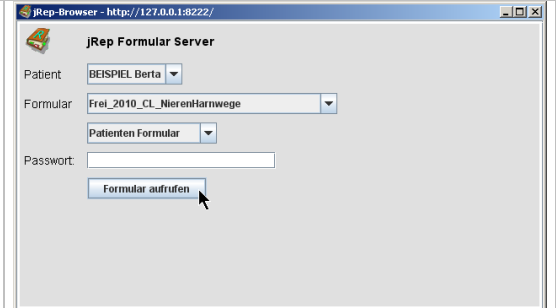 jRep-Browser - http://127.0.0.1:8222/
jRep Formular Server
Patient BEISPIEL Berta
Formular Frei_2010_CL_NierenHarnwege
Patienten Formular
Passwort:
Formular aufrufen